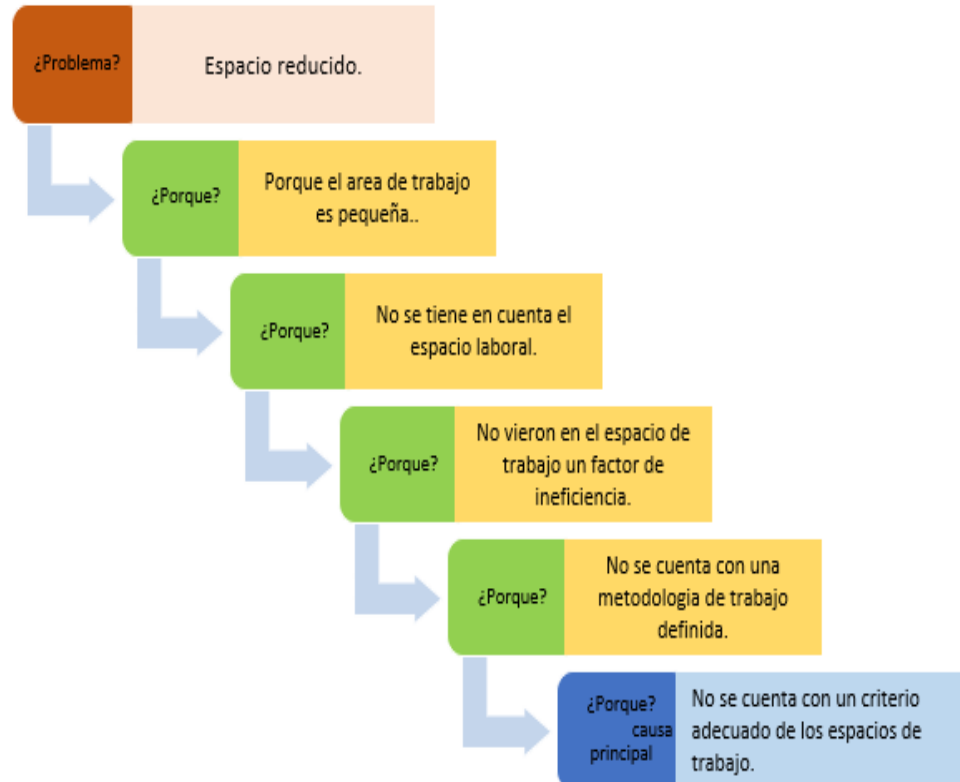 ¿Problema?
Espacio reducido.
¿Porque?
Porque el area de trabajo
es pequeña..
¿Porque?
No se tiene en cuenta el
espacio laboral.
¿Porque?
No vieron en el espacio de
trabajo un factor de
ineficiencia.
¿Porque?
No se cuenta con una
metodologia de trabajo
definida.
¿Porque?
causa
principal
No se cuenta con un criterio
adecuado de los espacios de
trabajo.